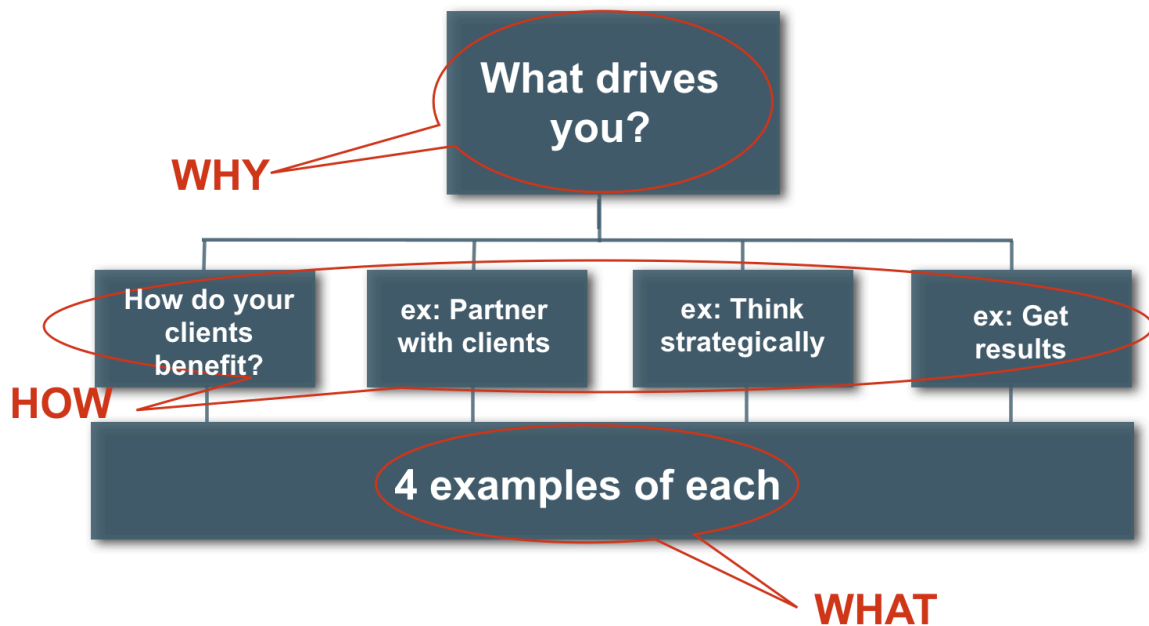 What drives
you?
WHY
How do your
clients
benefit?
ex: Partner
with clients
ex: Think
strategically
ex: Get
results
HOW
4 examples of each
WHAT